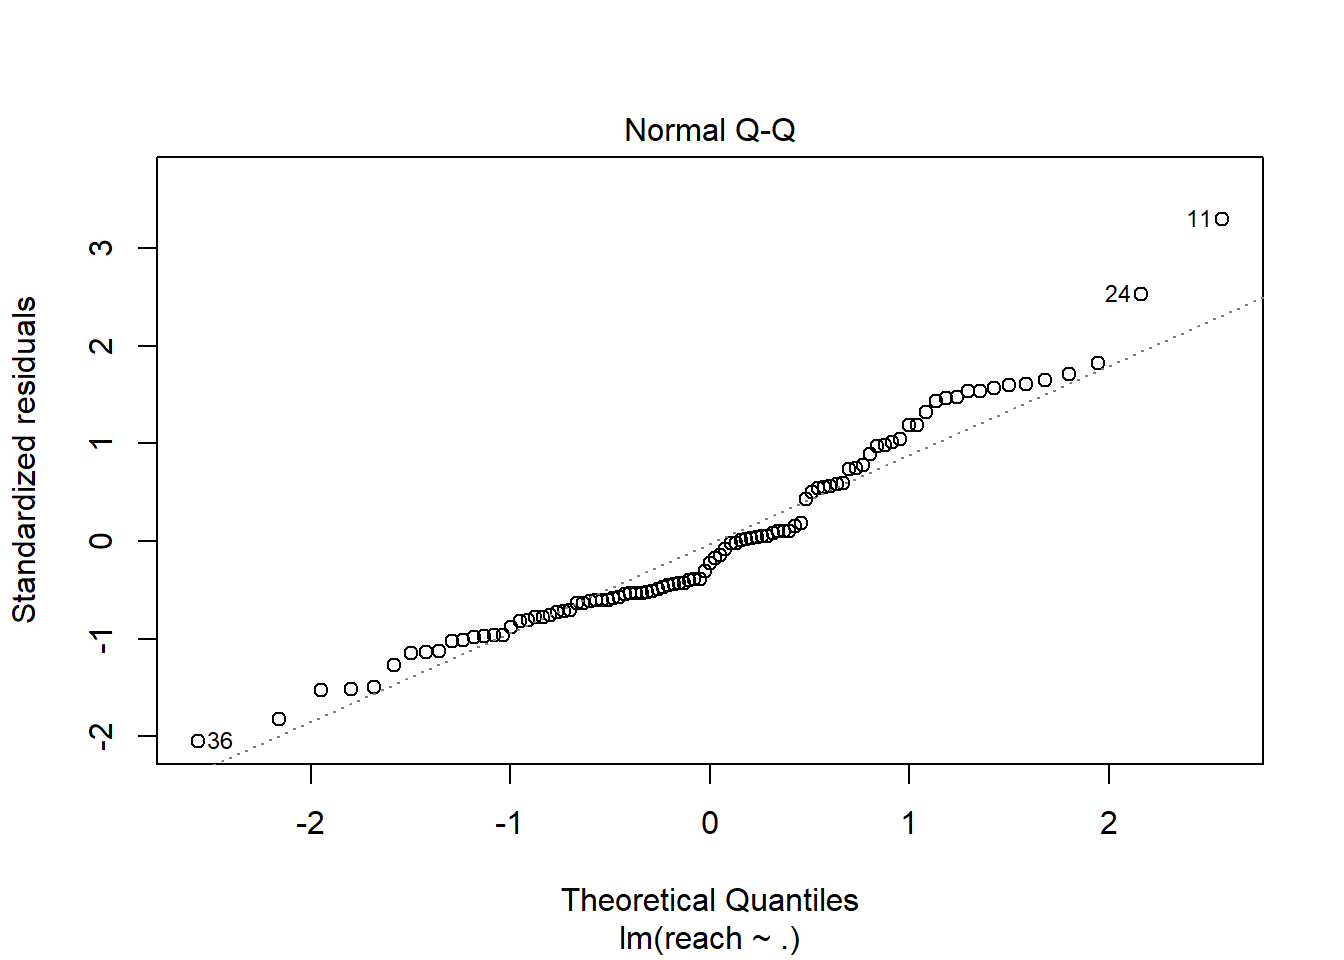 Normal Q-Q
Standardized residuals
3
2
1
0
-1
-2
11
24
36
-2 -1 0 1 2
Theoretical Quantiles
lm(reach ~ .)